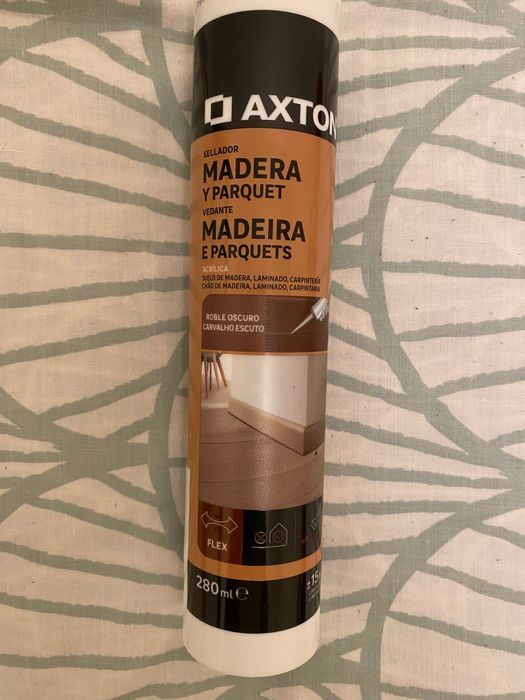 AXTON
SELLADOR
MADERA
Y PARQUET
VEDANTE
MADEIRA
E PARQUETS
ACRÍLICA
SUELO DE MADERA, LAMINADO, CARPINTERÍA
CHÃO DE MADEIRA, LAMINADO, CARPINTARIA
ROBLE OSCURO
CARVALHO ESCUTO
FLEX
280 ml ℮
±15